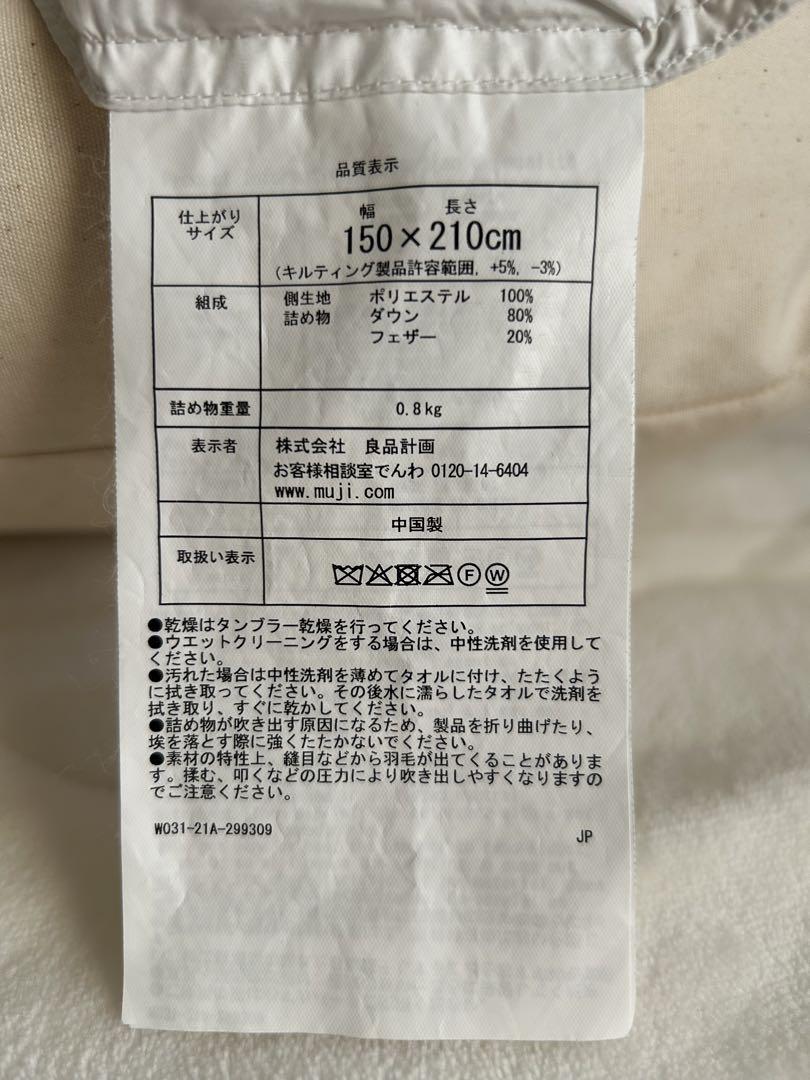 品質表示
仕上がり
サイズ
幅 長さ
150×210cm
(キルティング製品許容範囲, +5%, -3%)
組成
側生地 ポリエステル 100%
詰め物 ダウン 80%
フェザー 20%
詰め物重量
0.8kg
表示者
株式会社 良品計画
お客様相談室でんわ 0120-14-6404
www.muji.com
中国製
取扱い表示
F W
●乾燥はタンブラー乾燥を行ってください。
●ウエットクリーニングをする場合は、中性洗剤を使用して
ください。
●汚れた場合は中性洗剤を薄めてタオルに付け、たたくよう
に拭き取ってください。その後水に濡らしたタオルで洗剤を
拭き取り、すぐに乾かしてください。
●詰め物が吹き出す原因になるため、製品を折り曲げたり、
埃を落とす際に強くたたかないでください。
●素材の特性上、縫目などから羽毛が出てくることがありま
す。揉む、叩くなどの圧力により吹き出しやすくなりますの
でご注意ください。
W031-21A-299309
JP